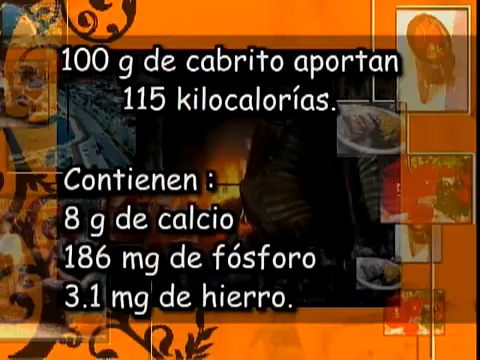 100 g de cabrito aportan
115 kilocalorías.
Contienen :
8 g de calcio
186 mg de fósforo
3.1 mg de hierro.